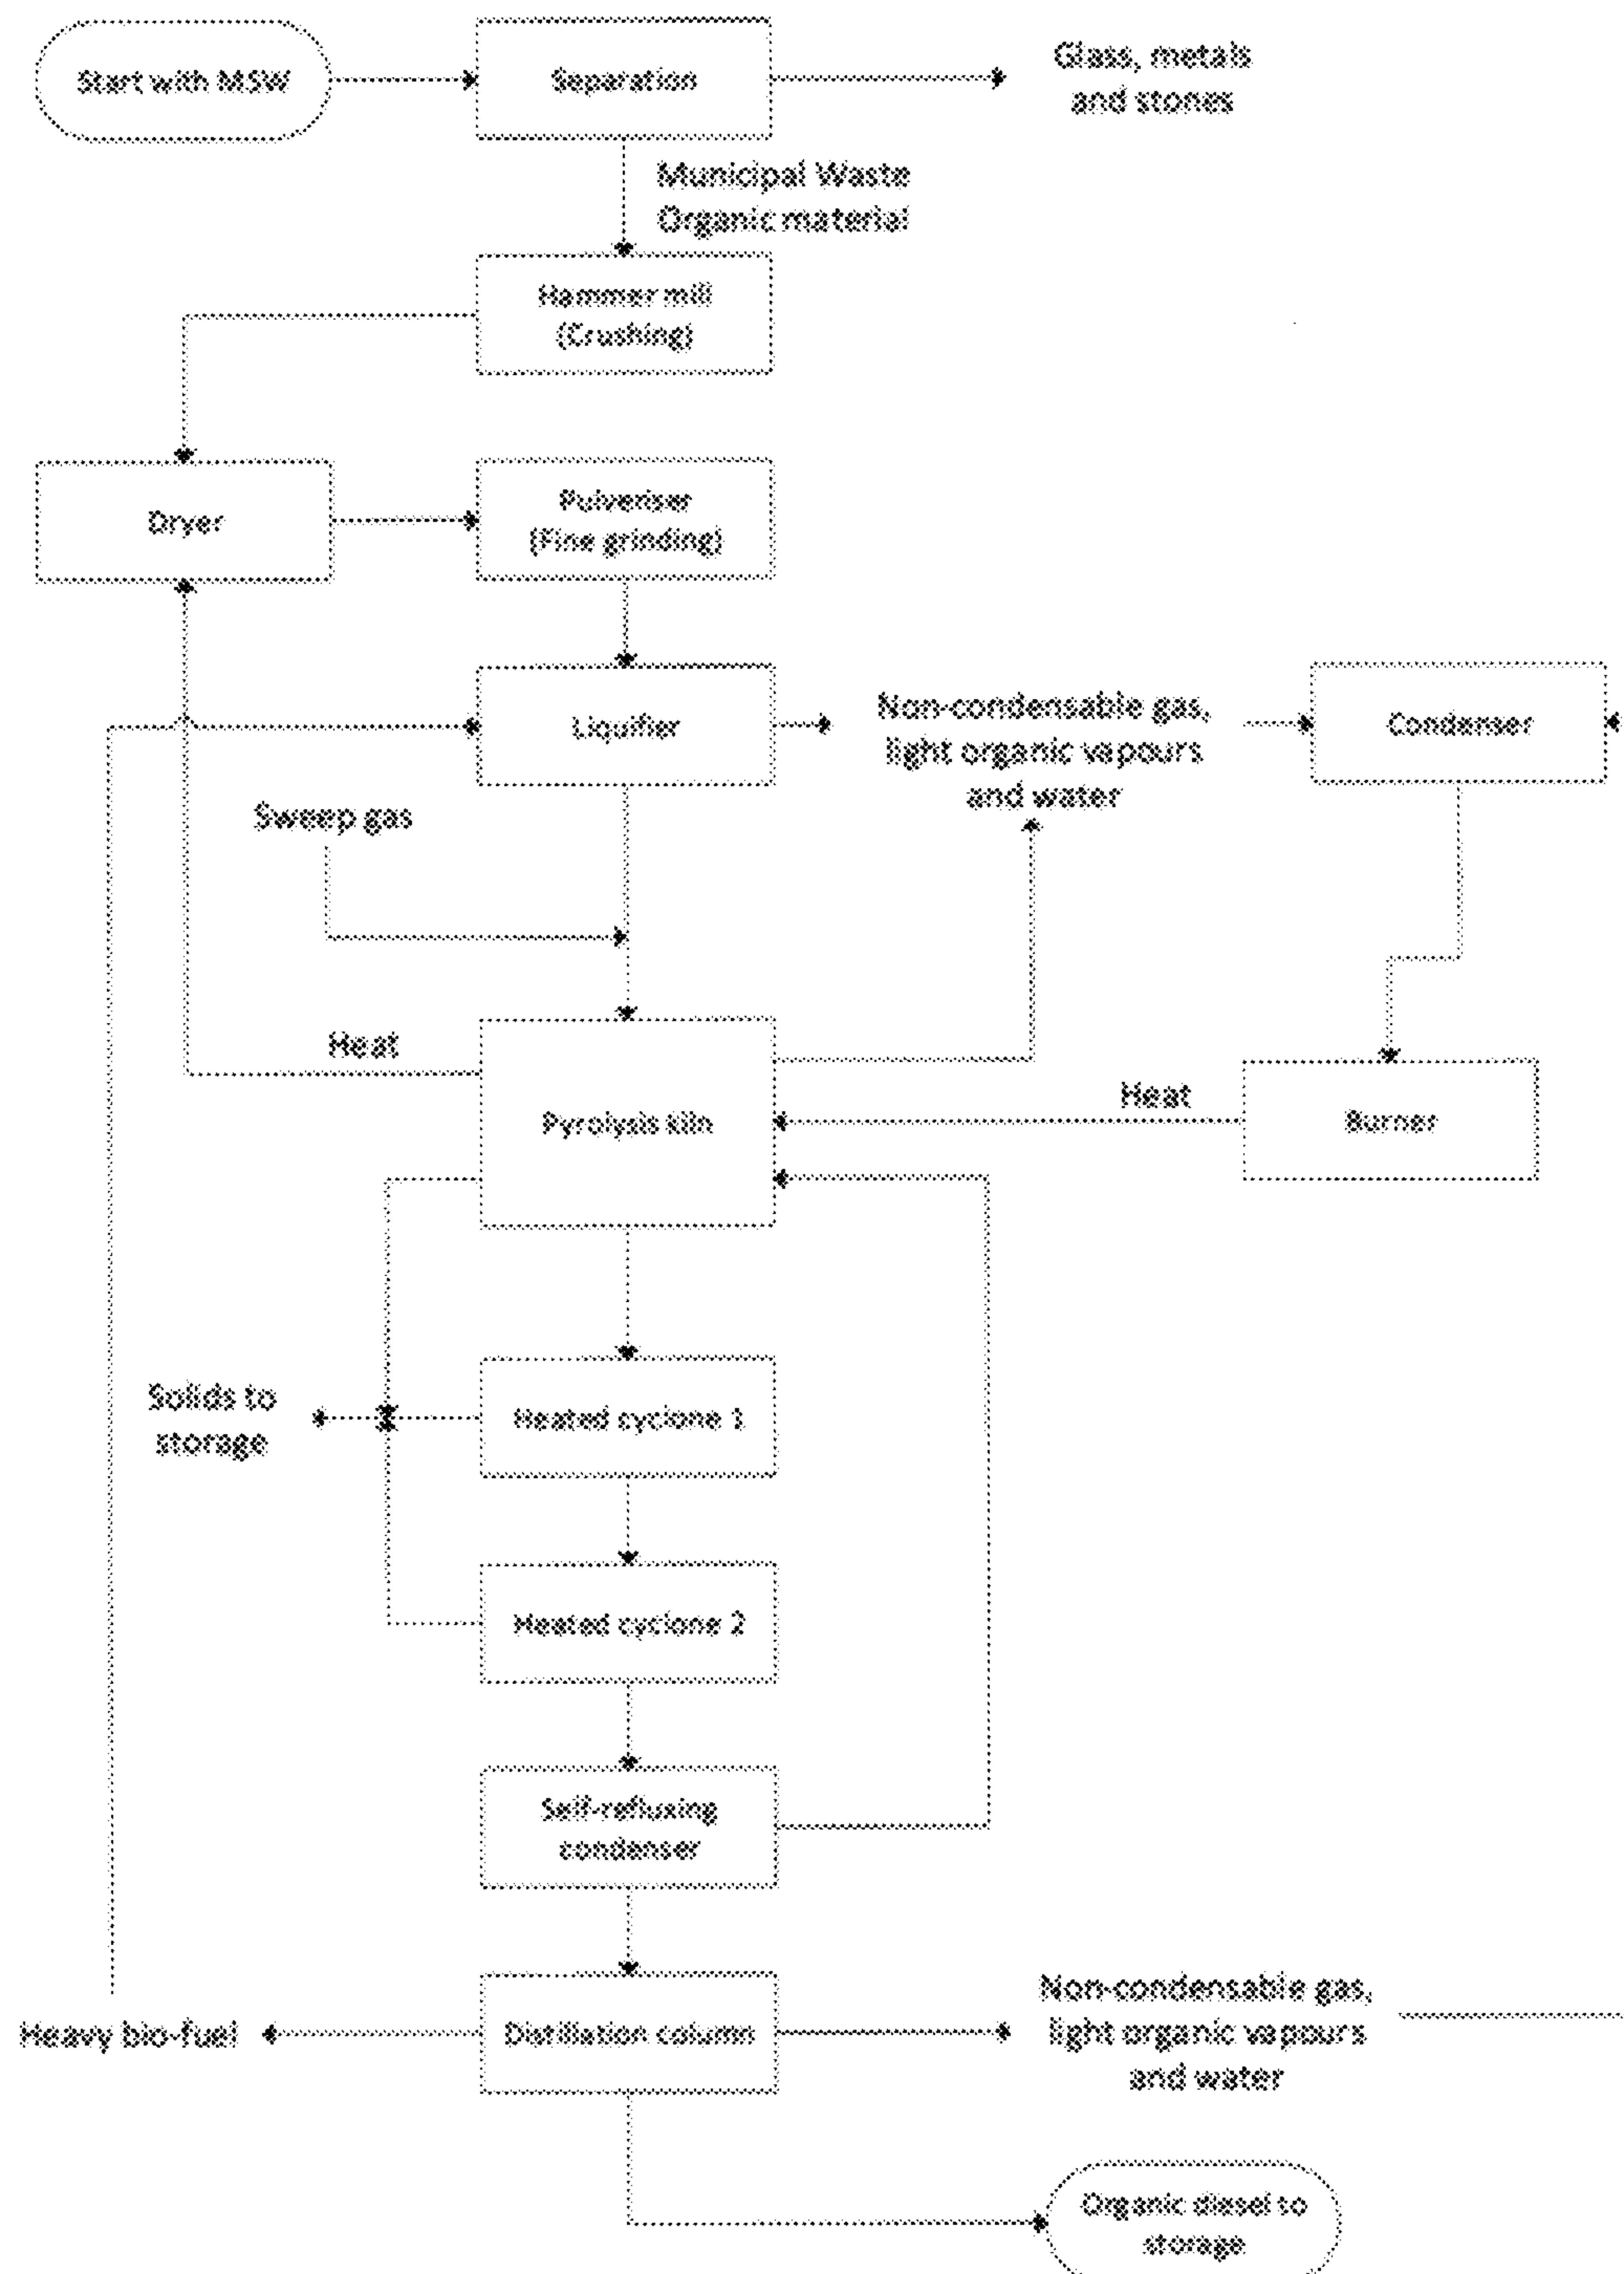 Start with MSW
Separation
Glass, metals
and stones
Municipal Waste
Organic material
Hammer mill
(Crushing)
Dryer
Pulveriser
(Fine grinding)
Liquifier
Non-condensable gas,
light organic vapours
and water
Condenser
Sweep gas
Heat
Pyrolysis kiln
Heat
Burner
Solids to
storage
Heated cyclone 1
Heated cyclone 2
Self-refluxing
condenser
Heavy bio-fuel
Distillation column
Non-condensable gas,
light organic vapours
and water
Organic diesel to
storage